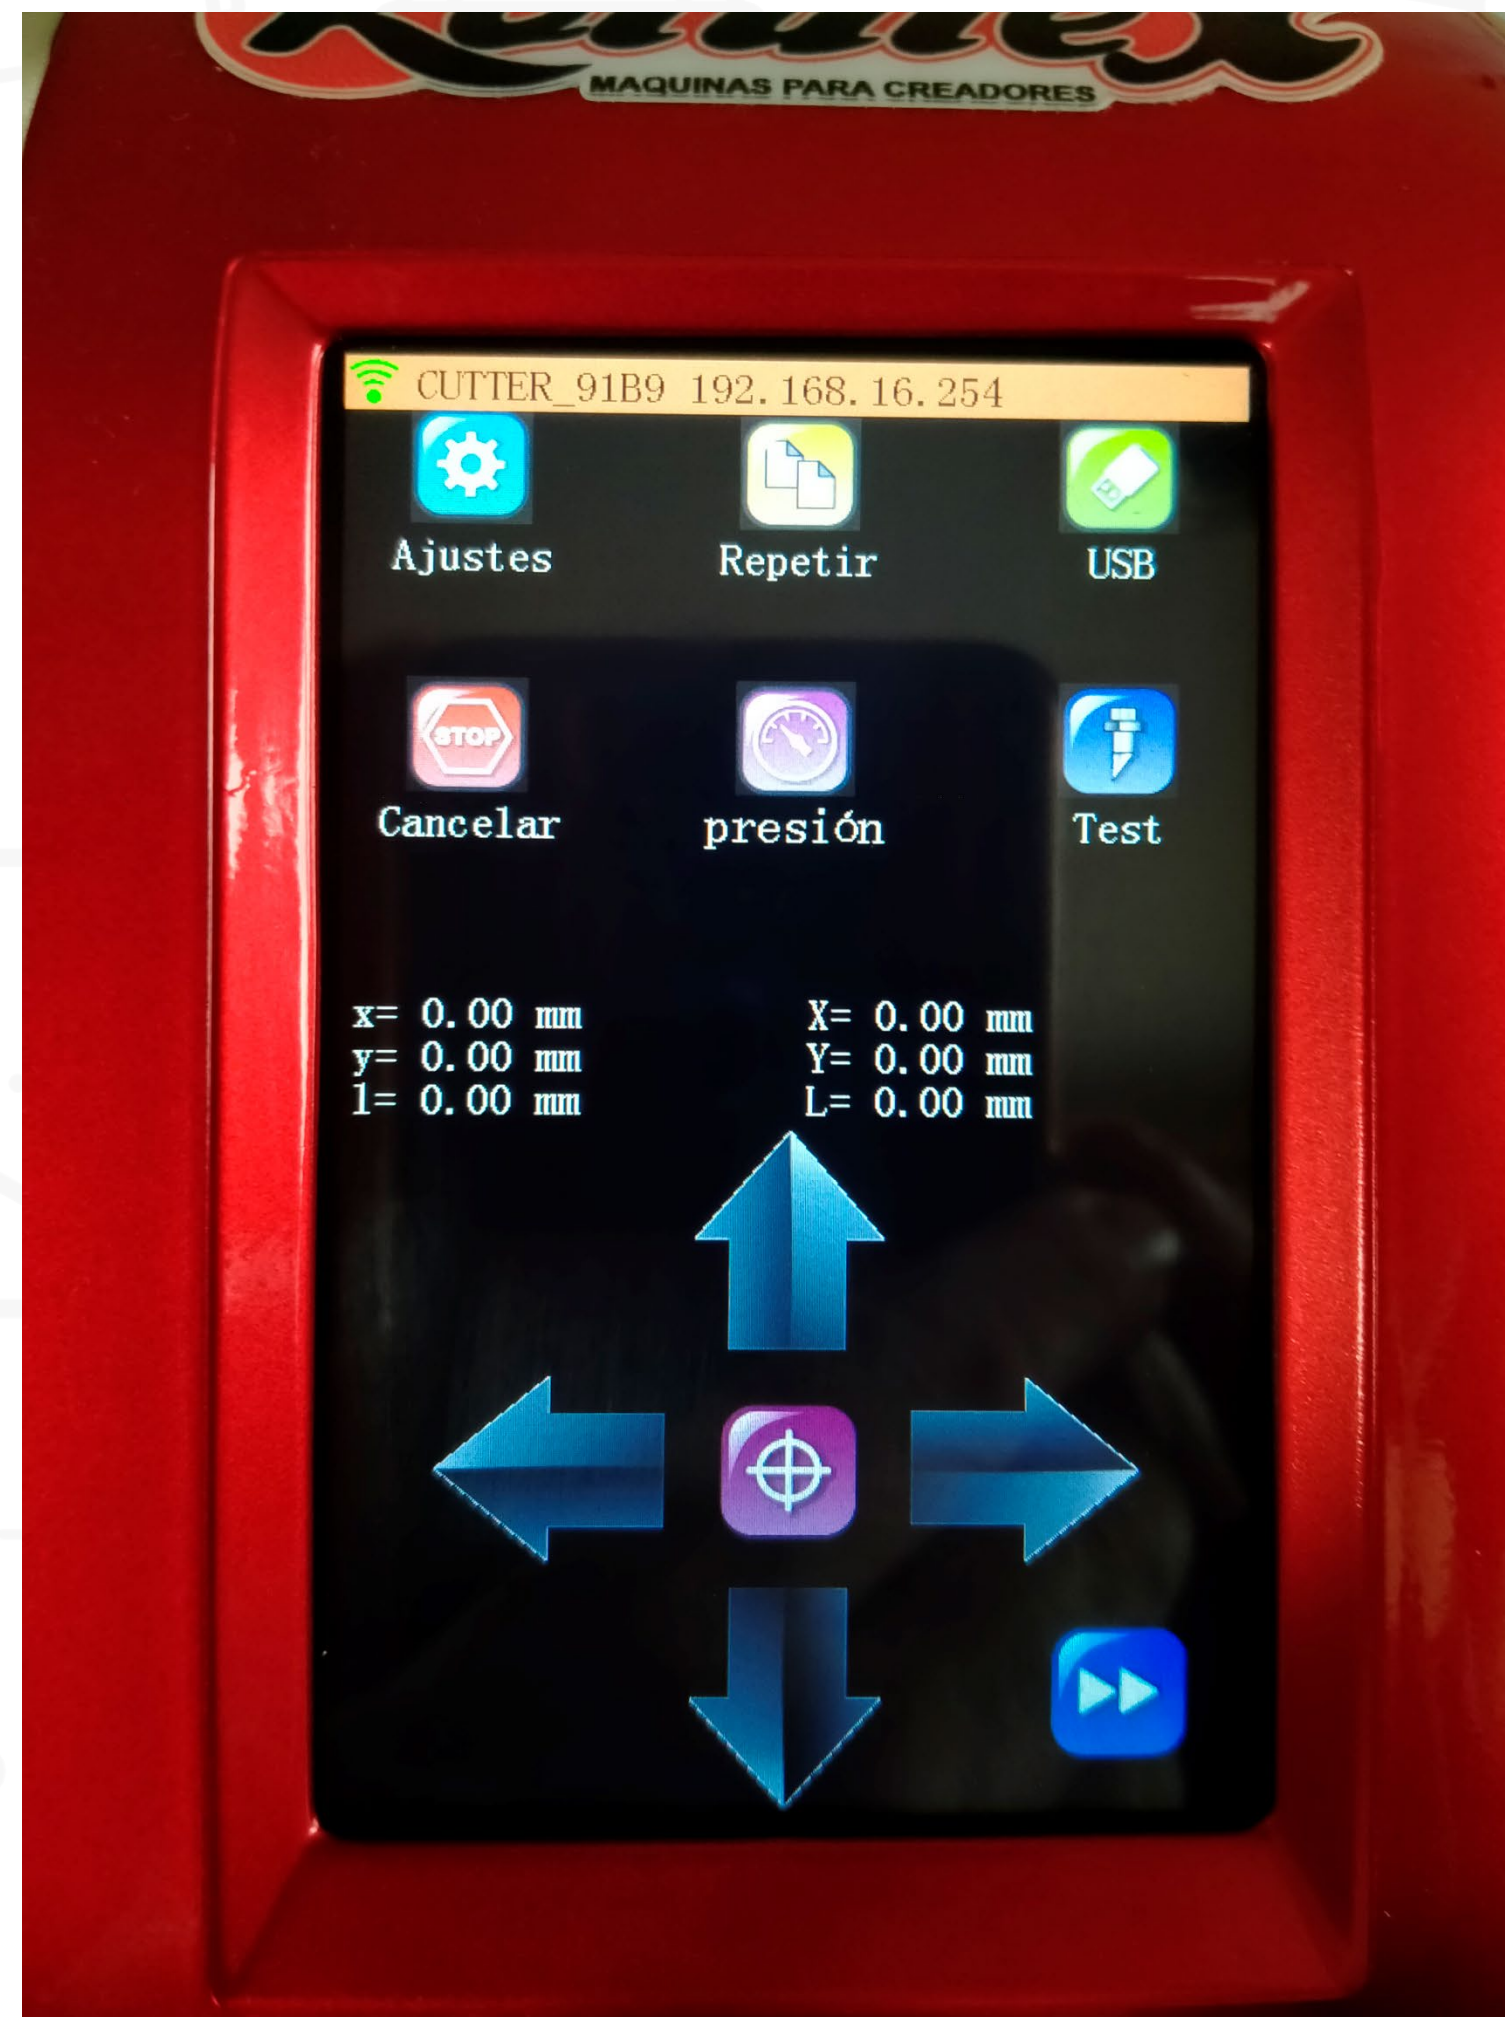 MAQUINAS PARA CREADORES
CUTTER_91B9 192.168.16.254
Ajustes Repetir USB
STOP
Cancelar presión Test
x= 0.00 mm X= 0.00 mm
y= 0.00 mm Y= 0.00 mm
l= 0.00 mm L= 0.00 mm